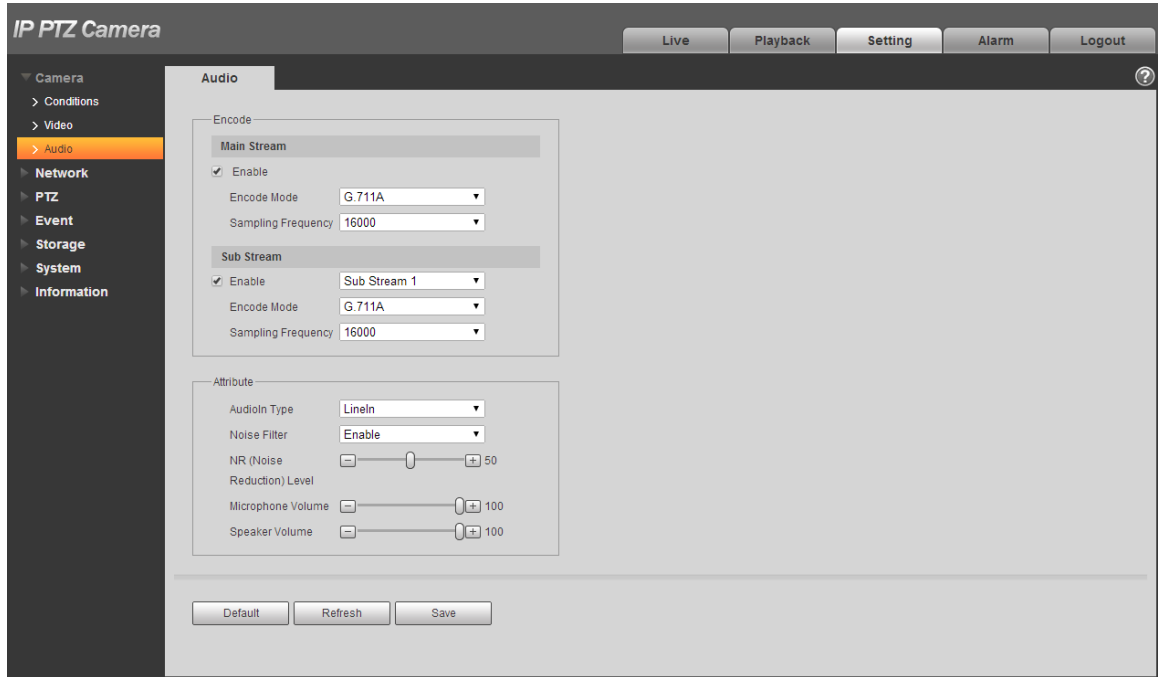 IP PTZ Camera
Live
Playback
Setting
Alarm
Logout
Camera
Conditions
Video
Audio
Network
PTZ
Event
Storage
System
Information
Audio
?
Encode
Main Stream
Enable
Encode Mode G.711A
Sampling Frequency 16000
Sub Stream
Enable Sub Stream 1
Encode Mode G.711A
Sampling Frequency 16000
Attribute
AudioIn Type LineIn
Noise Filter Enable
NR (Noise 50
Reduction) Level
Microphone Volume 100
Speaker Volume 100
Default Refresh Save